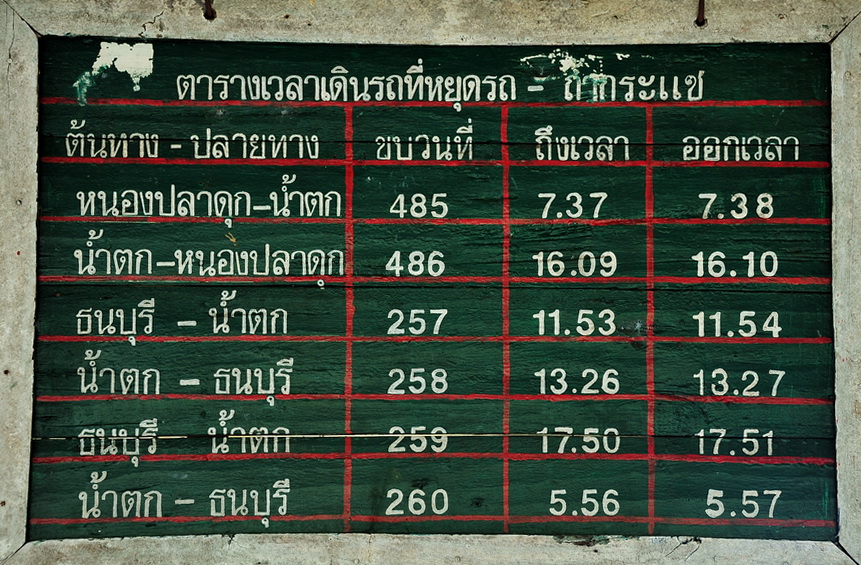 ตารางเวลาเดินรถที่หยุดรถ - ถ้ำกระแซ
ต้นทาง - ปลายทาง ขบวนที่ ถึงเวลา ออกเวลา
หนองปลาดุก-น้ำตก 485 7.37 7.38
น้ำตก-หนองปลาดุก 486 16.09 16.10
ธนบุรี - น้ำตก 257 11.53 11.54
น้ำตก - ธนบุรี 258 13.26 13.27
ธนบุรี น้ำตก 259 17.50 17.51
น้ำตก - ธนบุรี 260 5.56 5.57